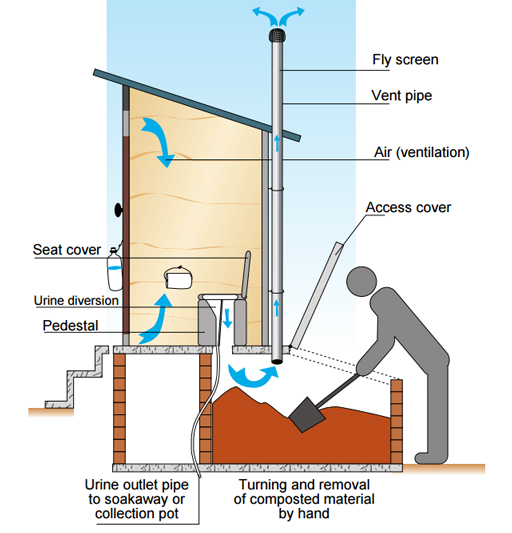 Fly screen
Vent pipe
Air (ventilation)
Access cover
Seat cover
Urine diversion
Pedestal
Urine outlet pipe
to soakaway or
collection pot
Turning and removal
of composted material
by hand